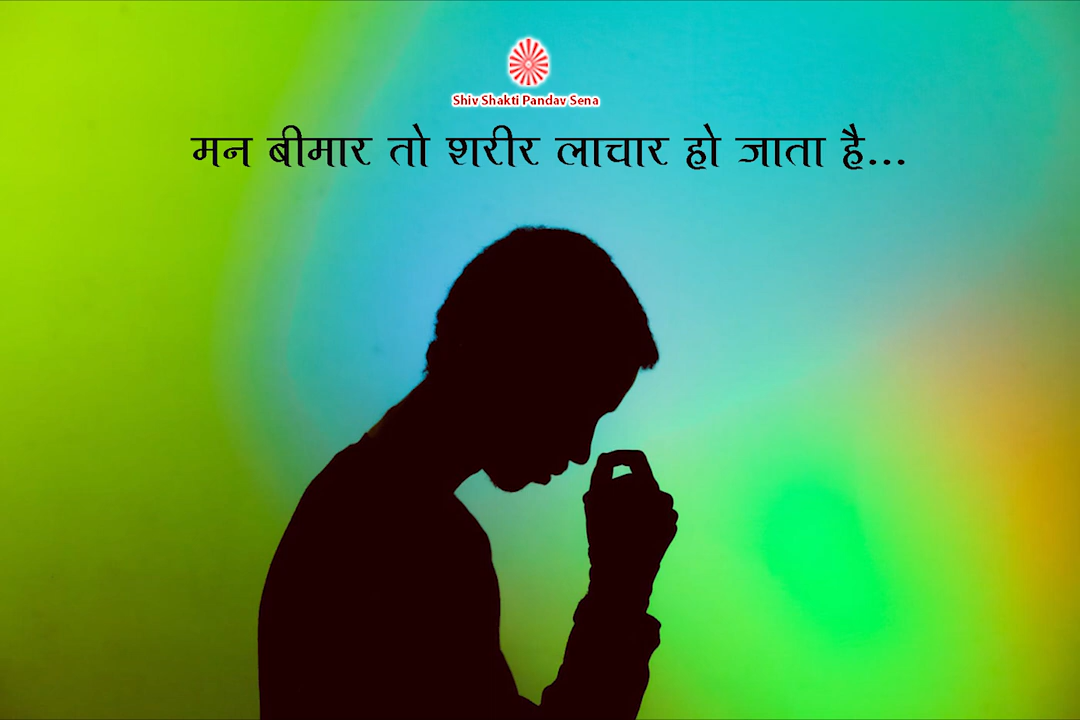 Shiv Shakti Pandav Sena
मन बीमार तो शरीर लाचार हो जाता है...